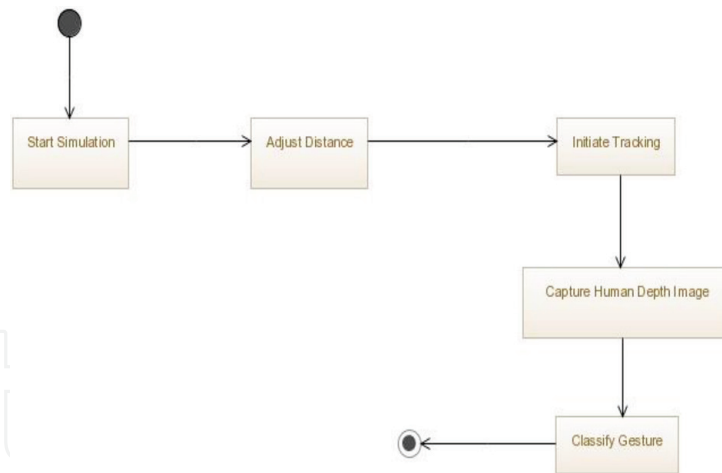 Start Simulation
Adjust Distance
Initiate Tracking
Capture Human Depth Image
Classify Gesture